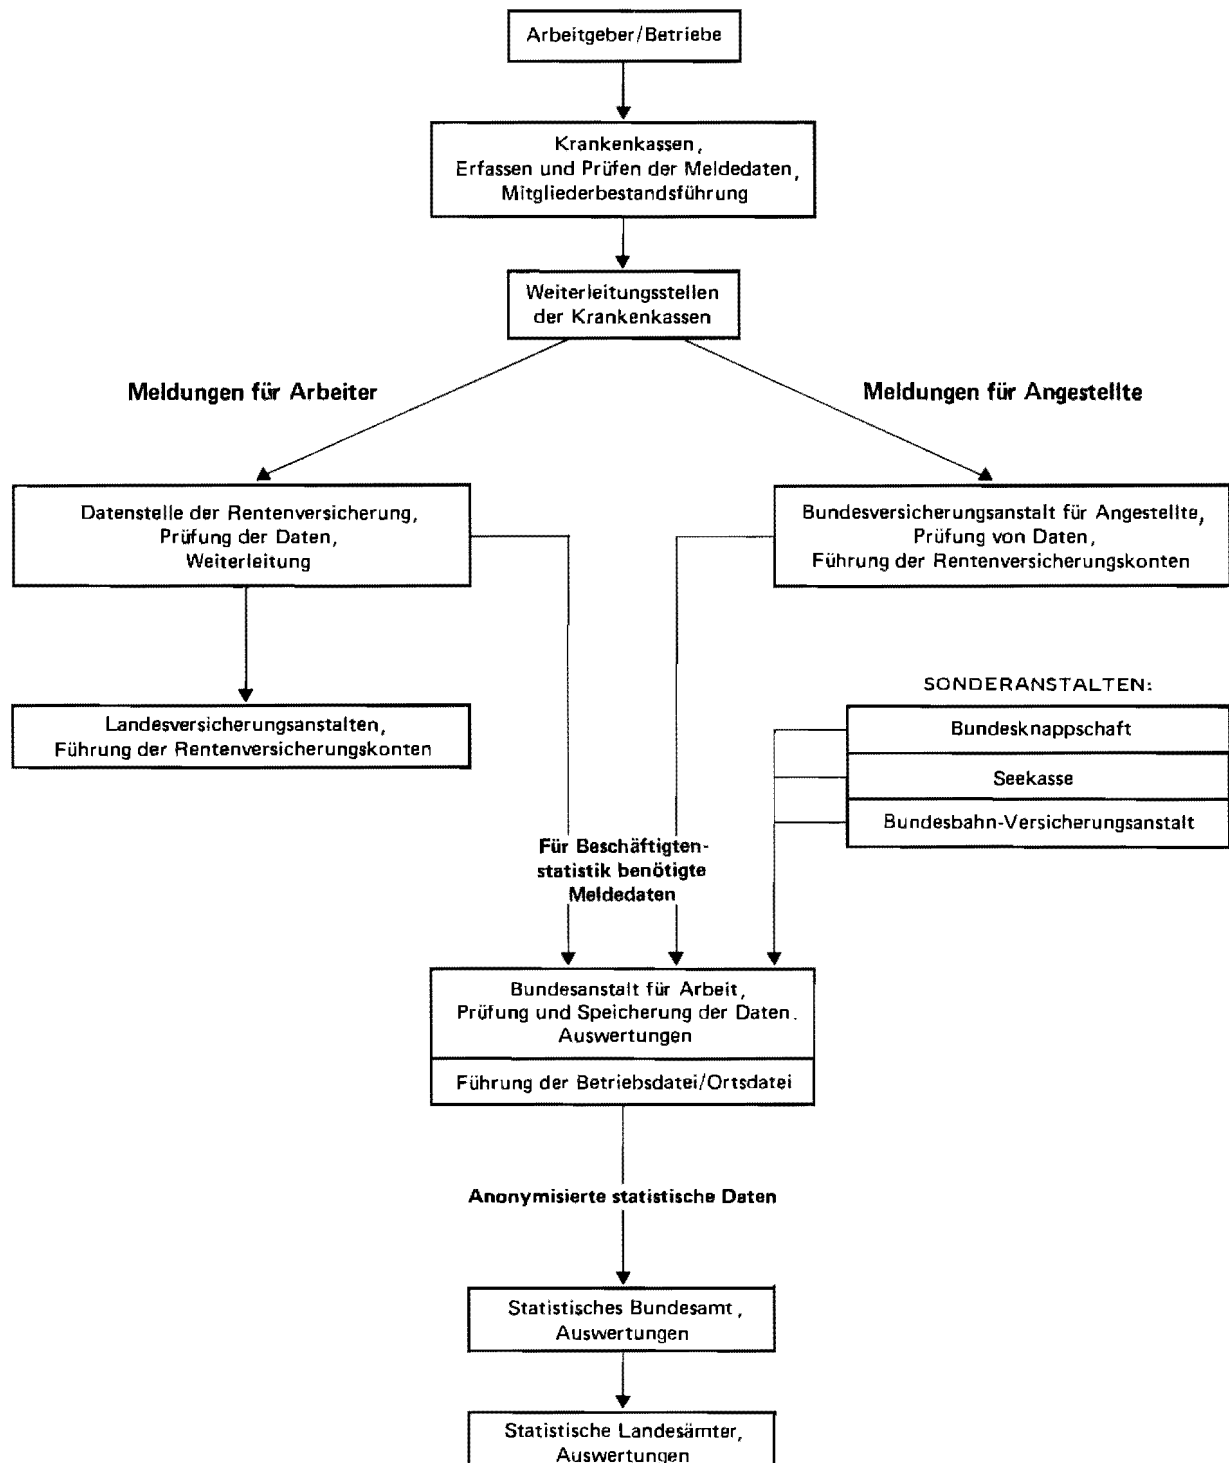 Arbeitgeber/Betriebe
Krankenkassen,
Erfassen und Prüfen der Meldedaten,
Mitgliederbestandsführung
Weiterleitungsstellen
der Krankenkassen
Meldungen für Arbeiter
Meldungen für Angestellte
Datenstelle der Rentenversicherung,
Prüfung der Daten,
Weiterleitung
Bundesversicherungsanstalt für Angestellte,
Prüfung von Daten,
Führung der Rentenversicherungskonten
Landesversicherungsanstalten,
Führung der Rentenversicherungskonten
SONDERANSTALTEN:
Bundesknappschaft
Seekasse
Bundesbahn-Versicherungsanstalt
Für Beschäftigten-
statistik benötigte
Meldedaten
Bundesanstalt für Arbeit,
Prüfung und Speicherung der Daten.
Auswertungen
Führung der Betriebsdatei/Ortsdatei
Anonymisierte statistische Daten
Statistisches Bundesamt,
Auswertungen
Statistische Landesämter,
Auswertungen